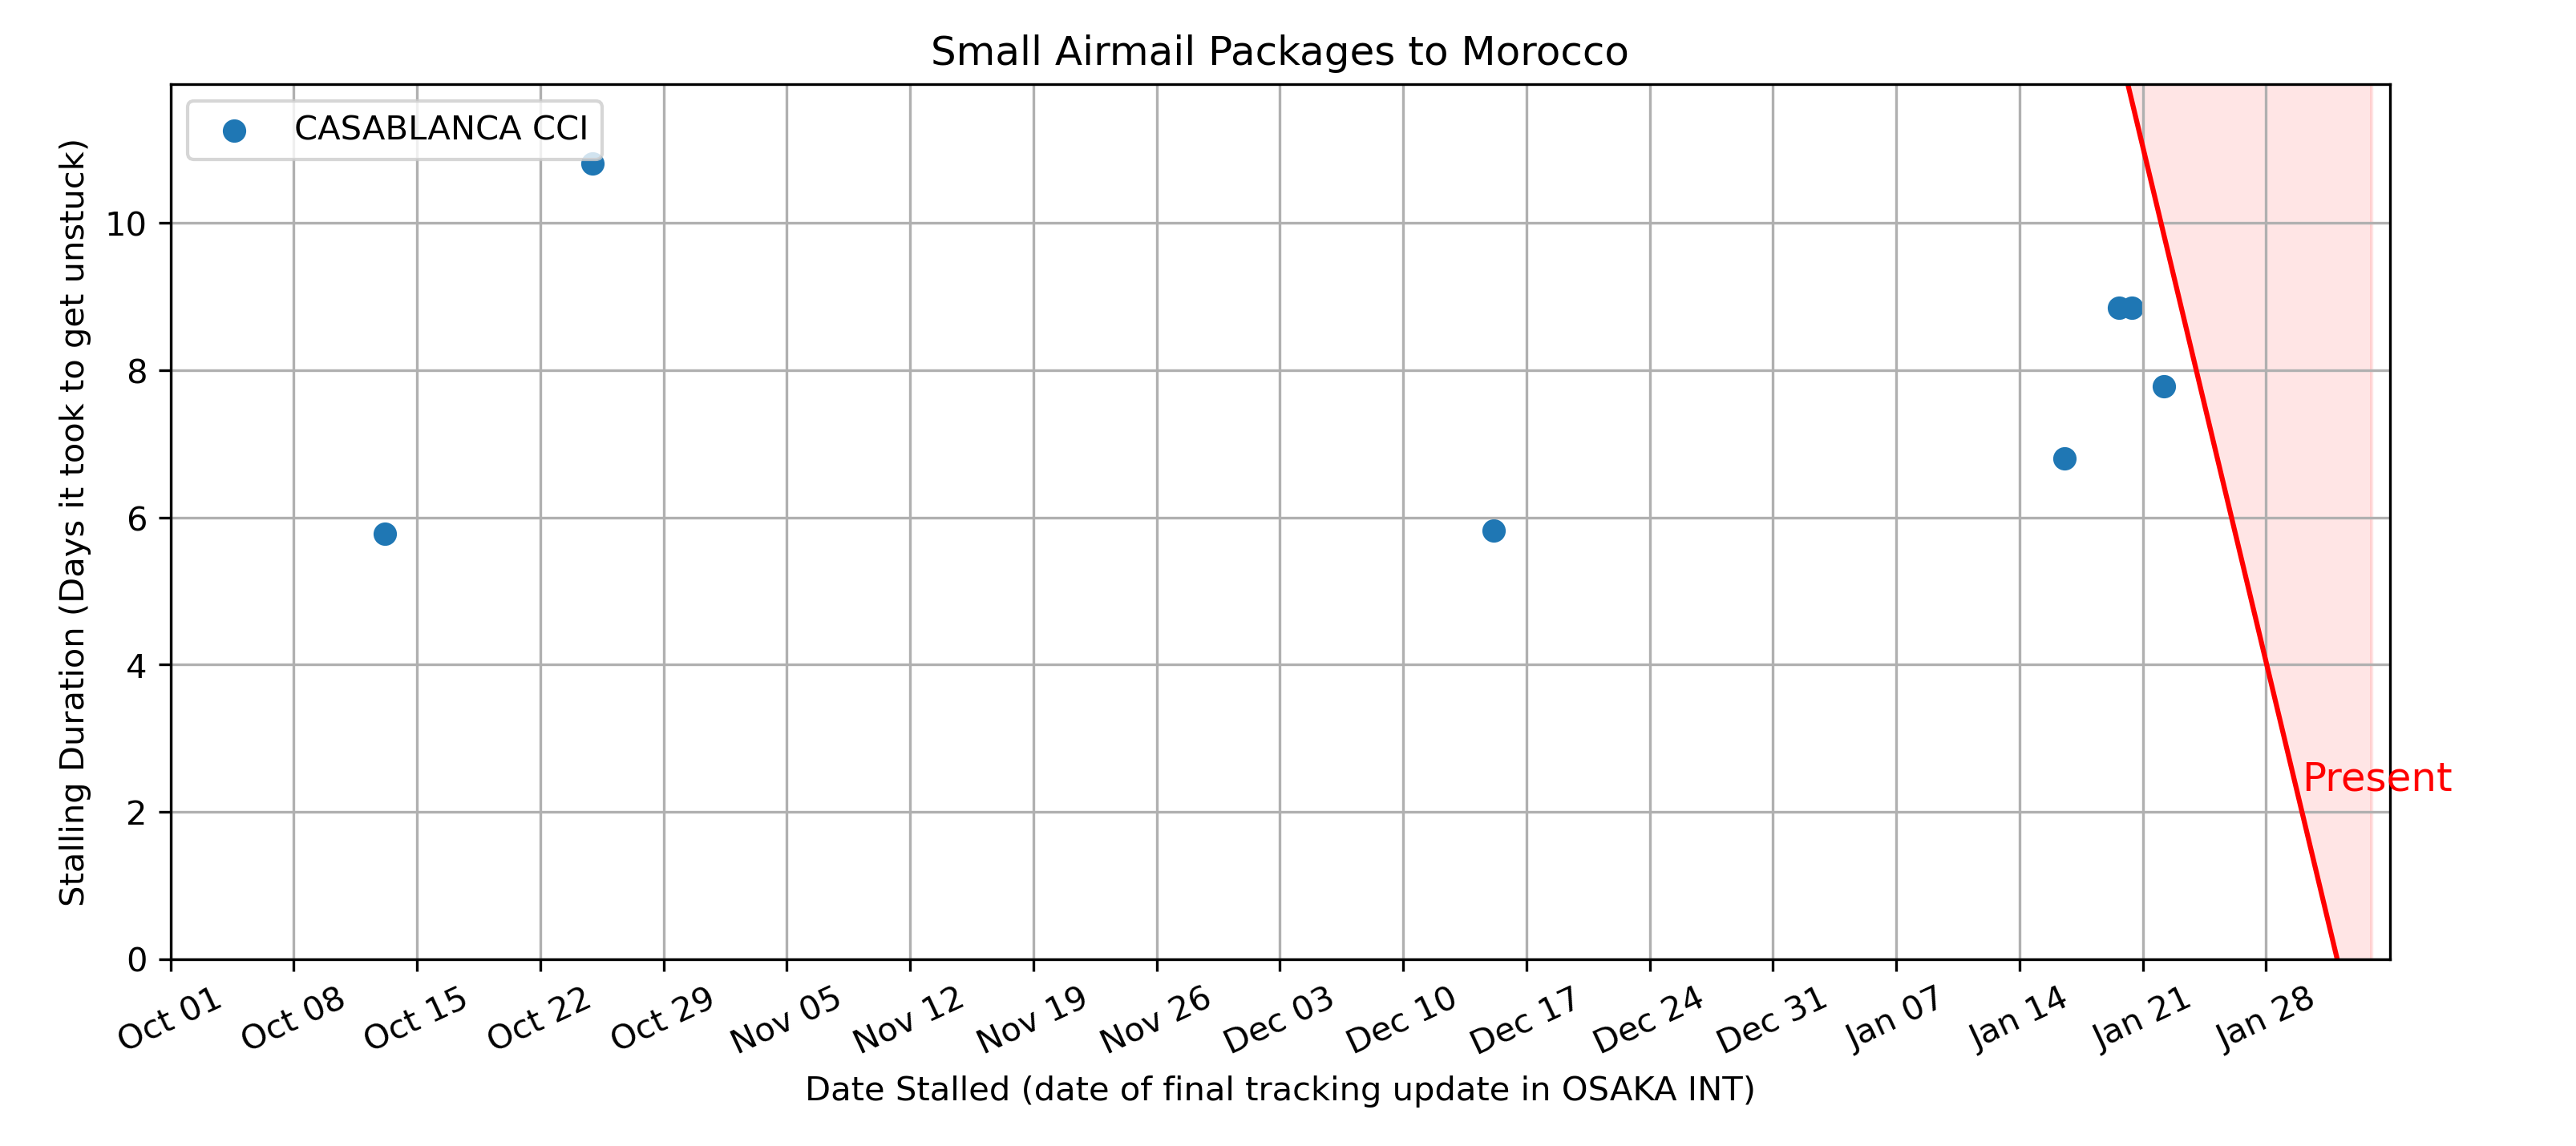 Small Airmail Packages to Morocco
CASABLANCA CCI
Stalling Duration (Days it took to get unstuck)
10
8
6
4
2
0
Present
Oct 01
Oct 08
Oct 15
Oct 22
Oct 29
Nov 05
Nov 12
Nov 19
Nov 26
Dec 03
Dec 10
Dec 17
Dec 24
Dec 31
Jan 07
Jan 14
Jan 21
Jan 28
Date Stalled (date of final tracking update in OSAKA INT)